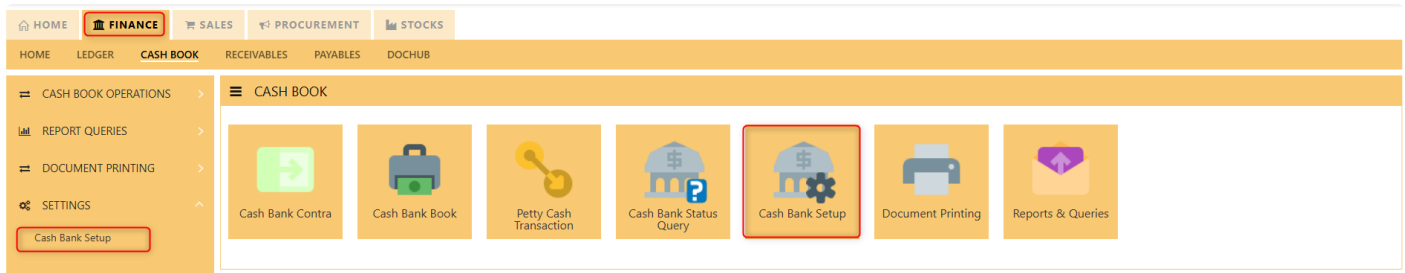 HOME FINANCE SALES PROCUREMENT STOCKS
HOME LEDGER CASH BOOK RECEIVABLES PAYABLES DOCHUB
CASH BOOK OPERATIONS
REPORT QUERIES
DOCUMENT PRINTING
SETTINGS
Cash Bank Setup
CASH BOOK
Cash Bank Contra
Cash Bank Book
Petty Cash
Transaction
$
?
Cash Bank Status
Query
$
Cash Bank Setup
Document Printing
Reports & Queries